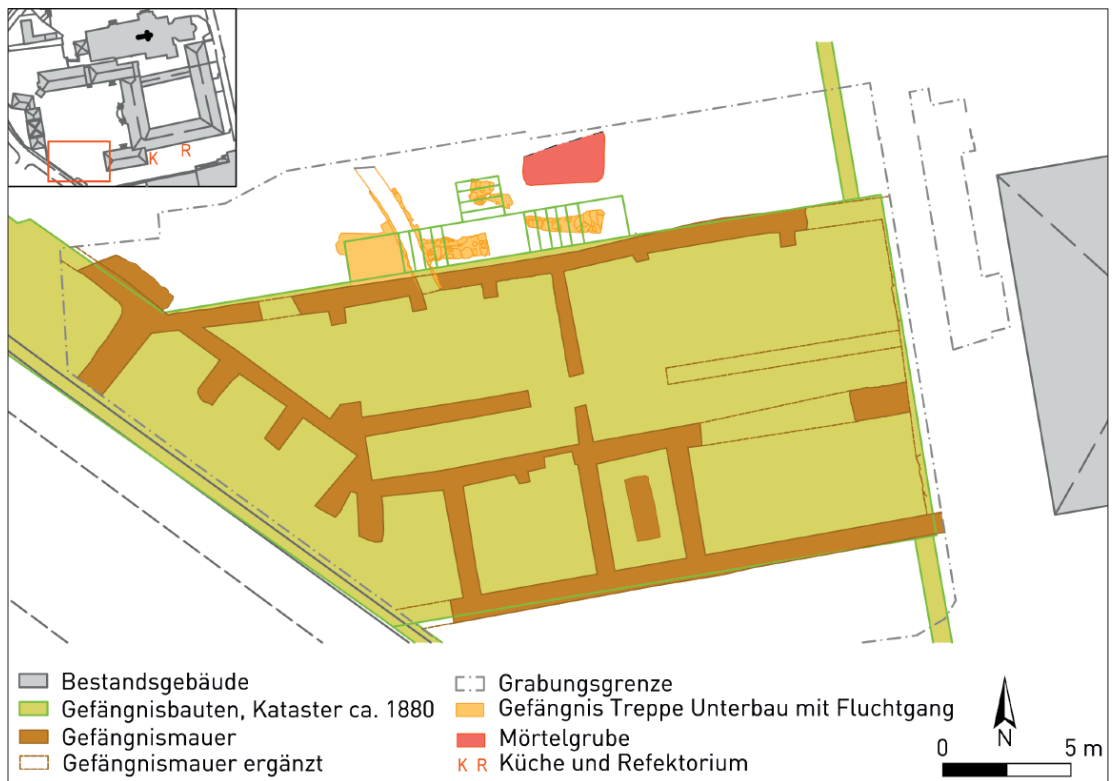 K R
Bestandsgebäude
Gefängnisbauten, Kataster ca. 1880
Gefängnismauer
Gefängnismauer ergänzt
Grabungsgrenze
Gefängnis Treppe Unterbau mit Fluchtgang
Mörtelgrube
K R Küche und Refektorium
N
0 5 m